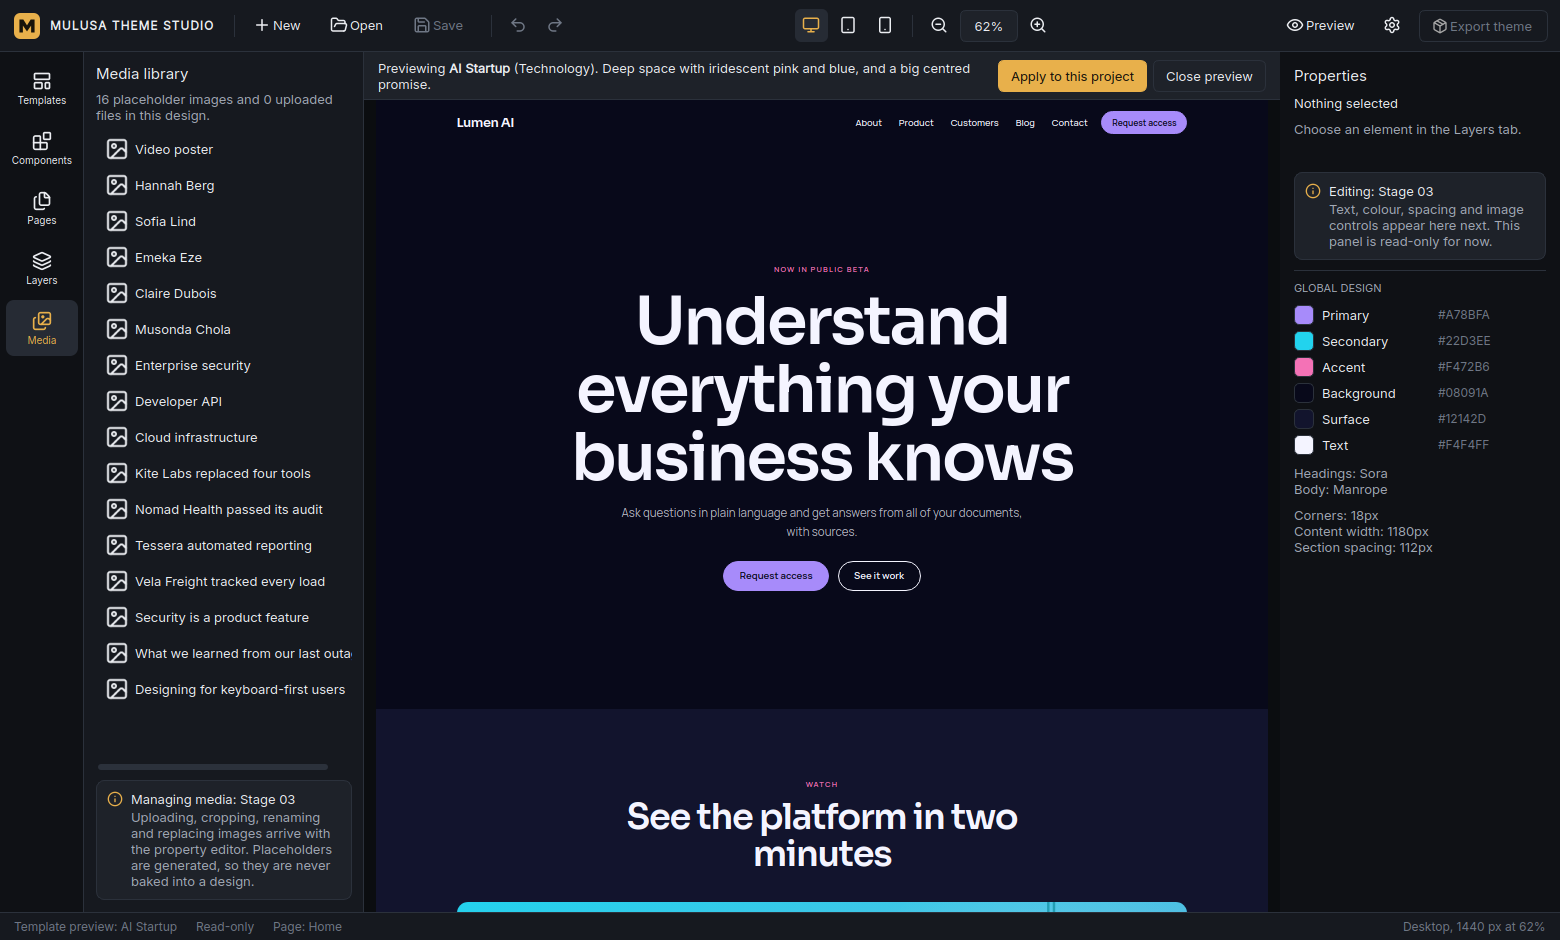 MULUSA THEME STUDIO
New
Open
Save
62%
Preview
Export theme
Templates
Components
Pages
Layers
Media
Media library
16 placeholder images and 0 uploaded
files in this design.
Video poster
Hannah Berg
Sofia Lind
Emeka Eze
Claire Dubois
Musonda Chola
Enterprise security
Developer API
Cloud infrastructure
Kite Labs replaced four tools
Nomad Health passed its audit
Tessera automated reporting
Vela Freight tracked every load
Security is a product feature
What we learned from our last outa
Designing for keyboard-first users
Managing media: Stage 03
Uploading, cropping, renaming
and replacing images arrive with
the property editor. Placeholders
are generated, so they are never
baked into a design.
Previewing AI Startup (Technology). Deep space with iridescent pink and blue, and a big centred
promise.
Apply to this project
Close preview
Lumen AI
About
Product
Customers
Blog
Contact
Request access
NOW IN PUBLIC BETA
Understand
everything your
business knows
Ask questions in plain language and get answers from all of your documents,
with sources.
Request access
See it work
WATCH
See the platform in two
minutes
Properties
Nothing selected
Choose an element in the Layers tab.
Editing: Stage 03
Text, colour, spacing and image
controls appear here next. This
panel is read-only for now.
GLOBAL DESIGN
Primary #A78BFA
Secondary #22D3EE
Accent #F472B6
Background #08091A
Surface #12142D
Text #F4F4FF
Headings: Sora
Body: Manrope
Corners: 18px
Content width: 1180px
Section spacing: 112px
Template preview: AI Startup
Read-only
Page: Home
Desktop, 1440 px at 62%